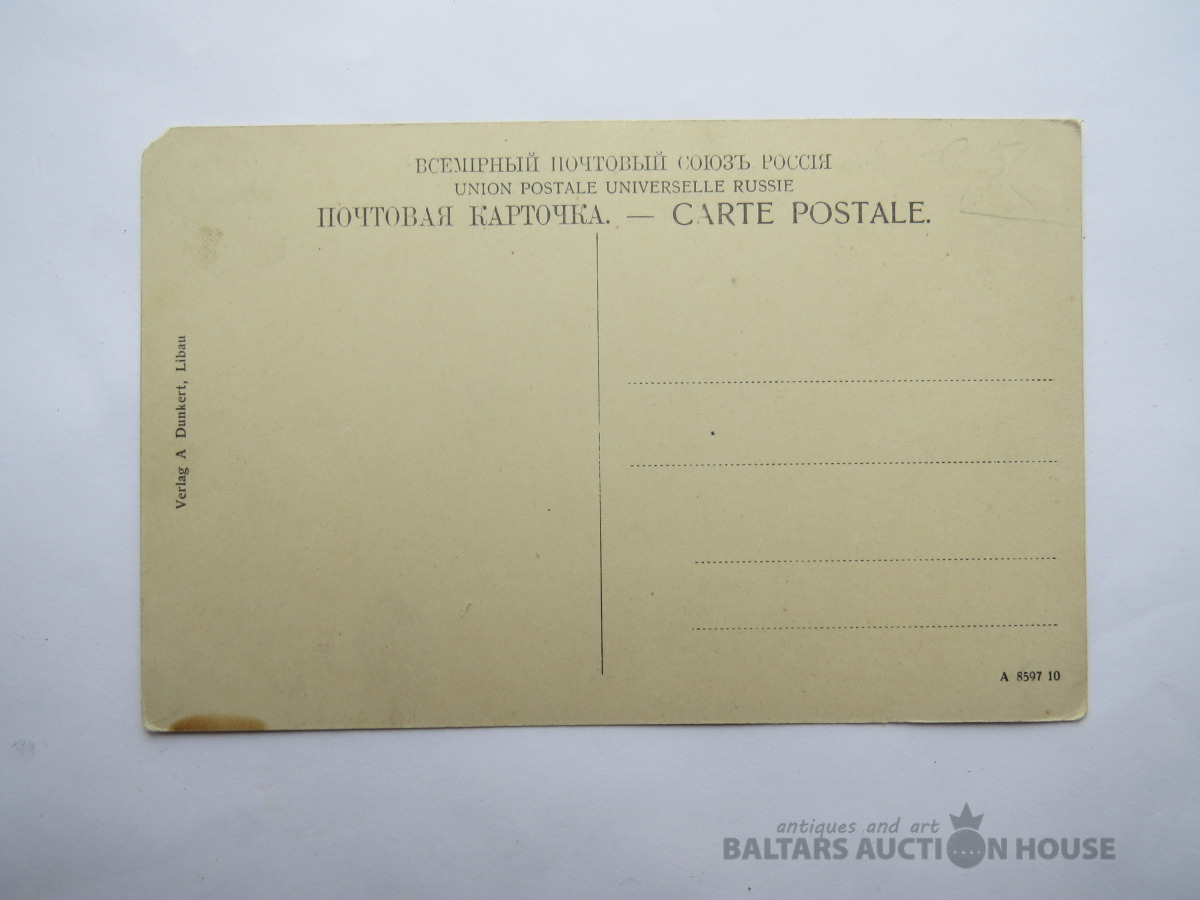 ВСЕМІРНЫЙ ПОЧТОВЫЙ СОЮЗЪ РОССІЯ
UNION POSTALE UNIVERSELLE RUSSIE
ПОЧТОВАЯ КАРТОЧКА. — CARTE POSTALE.
Verlag A Dunkert, Libau
A 8597 10
antiques and art
BALTARS AUCTION HOUSE